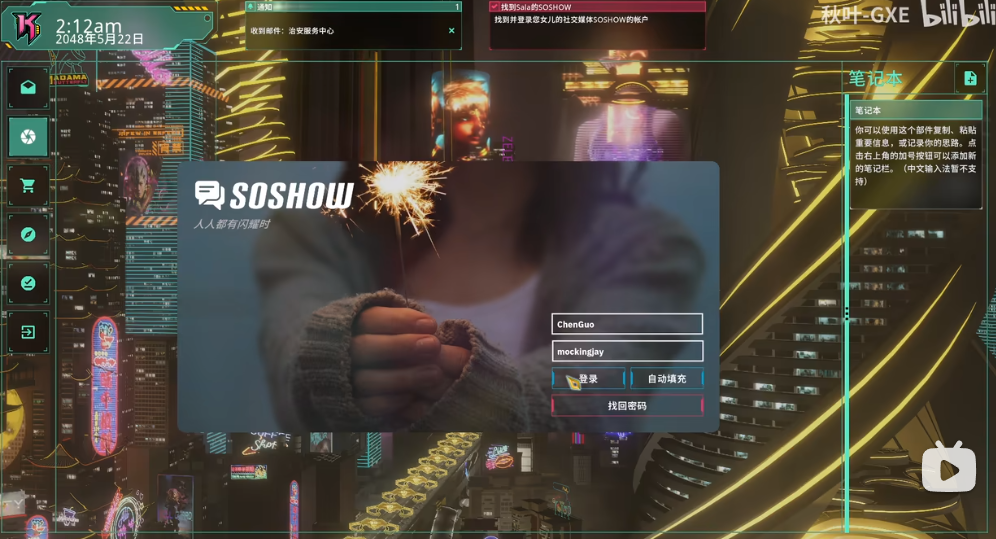 2:12am
2048年5月22日
通知
1
收到邮件：治安服务中心
找到Sala的SOSHOW
找到并登录您女儿的社交媒体SOSHOW的帐户
秋叶-GXE
bilibili
笔记本
笔记本
你可以使用这个部件复制、粘贴
重要信息，或记录你的思路。点
击右上角的加号按钮可以添加新
的笔记栏。（中文输入法暂不支
持）
SOSHOW
人人都有闪耀时
ChenGuo
mockingjay
登录
自动填充
找回密码